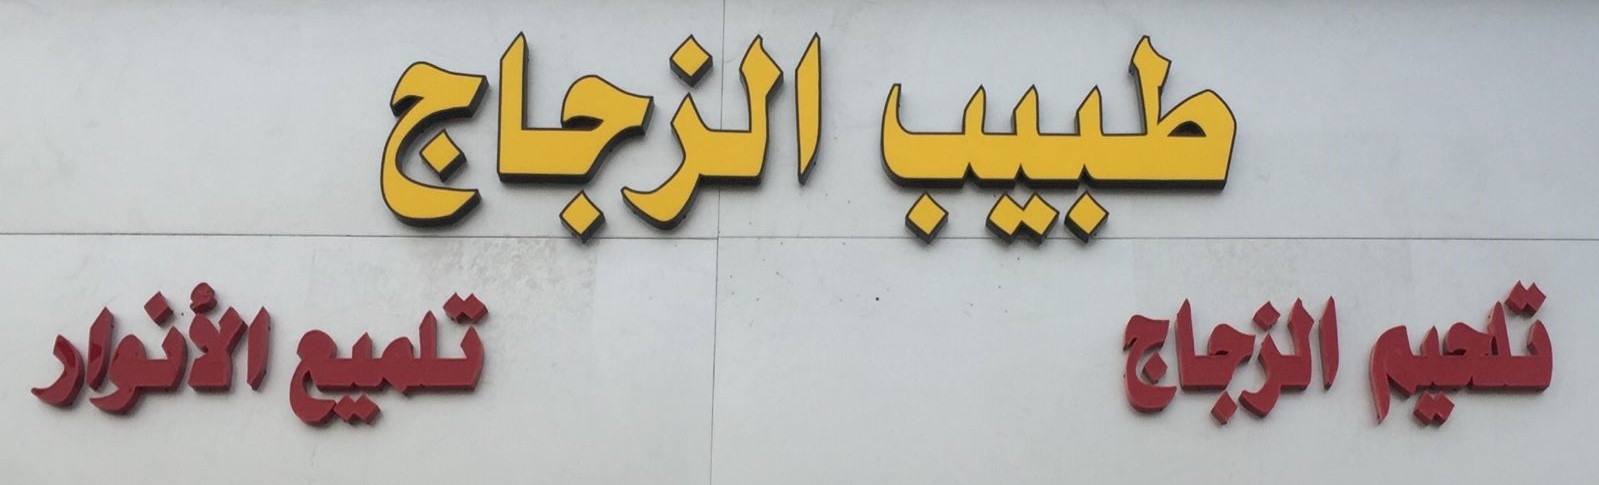 طبيب الزجاج
تلحيم الزجاج
تلميع الأنوار